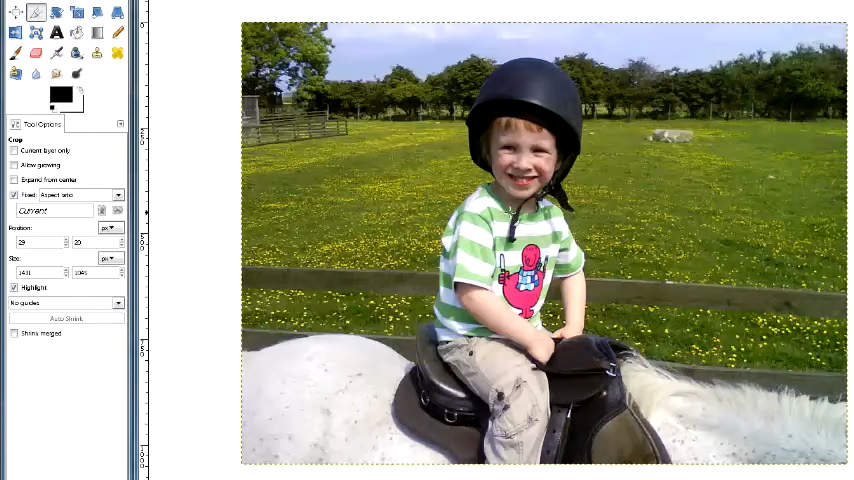 Tool Options
Crop
Current layer only
Allow growing
Expand from center
Fixed: Aspect ratio
Current
Position:
px
29
20
Size:
px
1431
1045
Highlight
No guides
Auto Shrink
Shrink merged